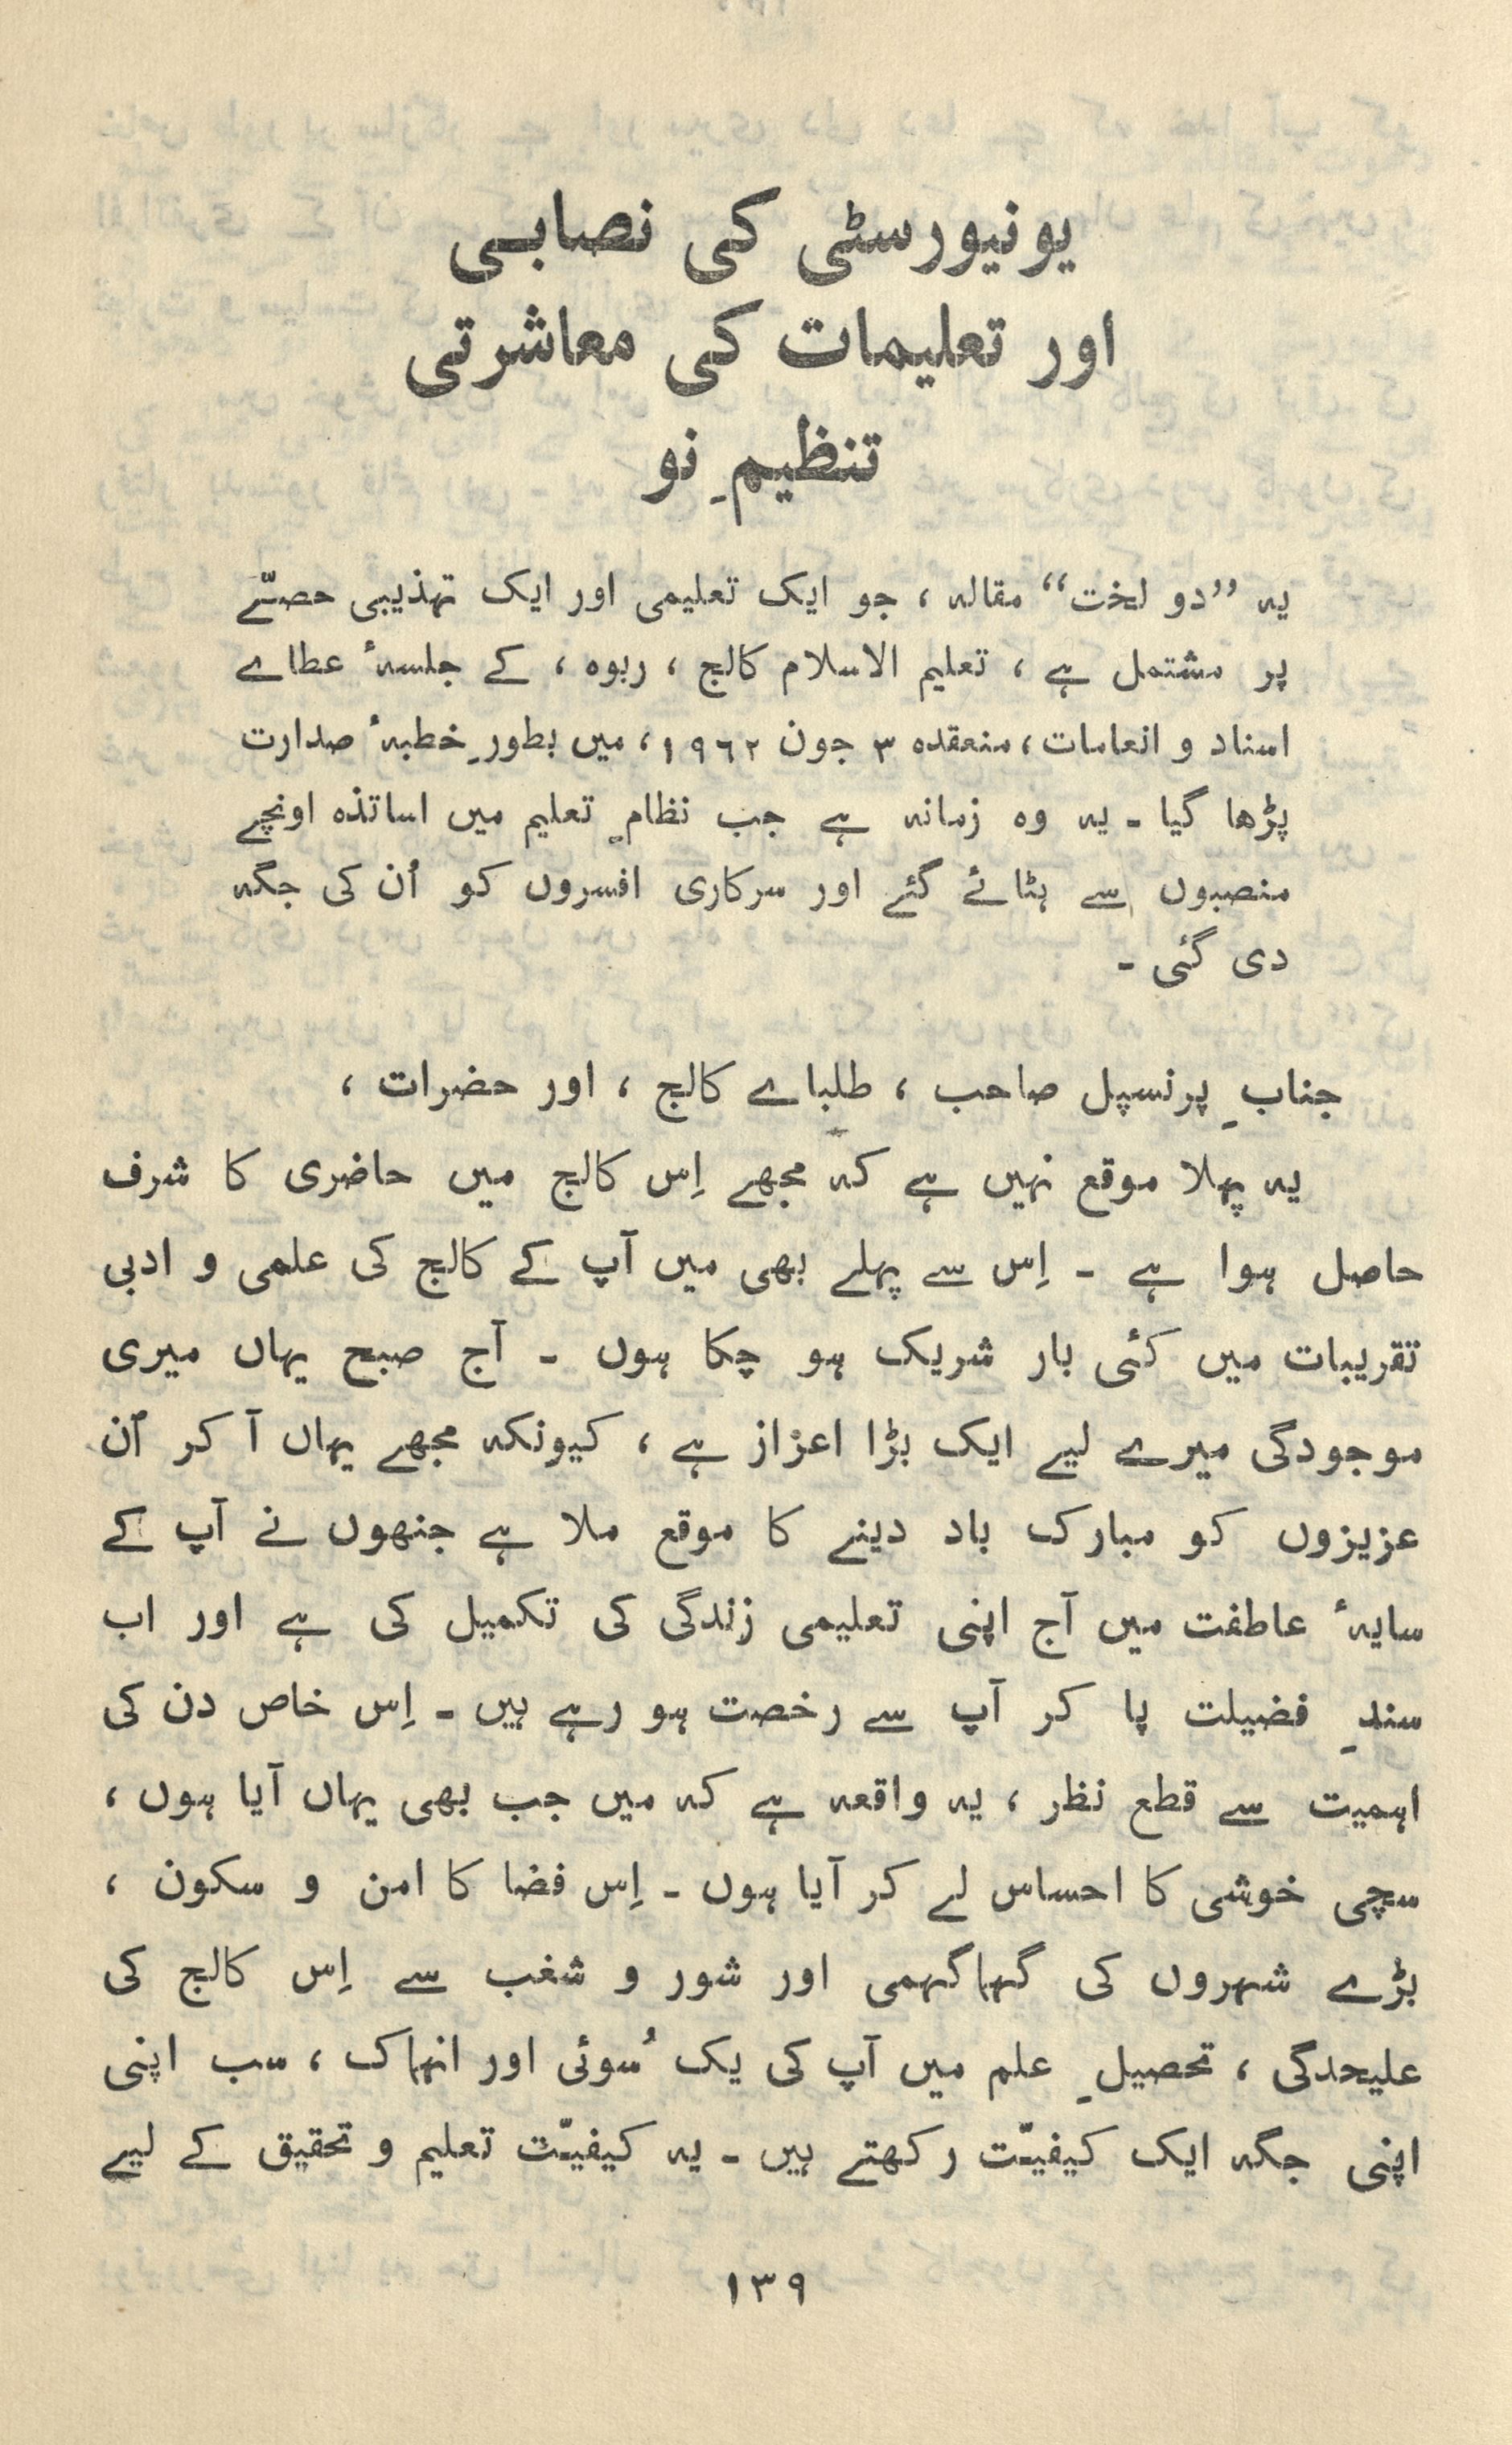 یونیورسٹی کی نصابی
اور تعلیمات کی معاشرتی
تنظیمِ نو
یہ ”دو لخت“ مقالہ ، جو ایک تعلیمی اور ایک تہذیبی حصّے
پر مشتمل ہے ، تعلیم الاسلام کالج ، ربوہ ، کے جلسۂ عطاے
اسناد و انعامات ، منعقدہ ۳ جون ۱۹٦۲ ، میں بطورِ خطبۂ صدارت
پڑھا گیا ۔ یہ وہ زمانہ ہے جب نظامِ تعلیم میں اساتذہ اونچے
منصبوں سے ہٹائے گئے اور سرکاری افسروں کو اُن کی جگہ
دی گئی ۔
جنابِ پرنسپل صاحب ، طلباے کالج ، اور حضرات ،
یہ پہلا موقع نہیں ہے کہ مجھے اِس کالج میں حاضری کا شرف
حاصل ہوا ہے ۔ اِس سے پہلے بھی میں آپ کے کالج کی علمی و ادبی
تقریبات میں کئی بار شریک ہو چکا ہوں ۔ آج صبح یہاں میری
موجودگی میرے لیے ایک بڑا اعزاز ہے ، کیونکہ مجھے یہاں آ کر اُن
عزیزوں کو مبارک باد دینے کا موقع ملا ہے جنھوں نے آپ کے
سایۂ عاطفت میں آج اپنی تعلیمی زندگی کی تکمیل کی ہے اور اب
سندِ فضیلت پا کر آپ سے رخصت ہو رہے ہیں ۔ اِس خاص دن کی
اہمیت سے قطع نظر ، یہ واقعہ ہے کہ میں جب بھی یہاں آیا ہوں ،
سچی خوشی کا احساس لے کر آیا ہوں ۔ اِس فضا کا امن و سکون ،
بڑے شہروں کی گہاگہمی اور شور و شغب سے اِس کالج کی
علیحدگی ، تحصیلِ علم میں آپ کی یک سُوئی اور انہماک ، سب اپنی
اپنی جگہ ایک کیفیّت رکھتے ہیں ۔ یہ کیفیّت تعلیم و تحقیق کے لیے
۱۳۹